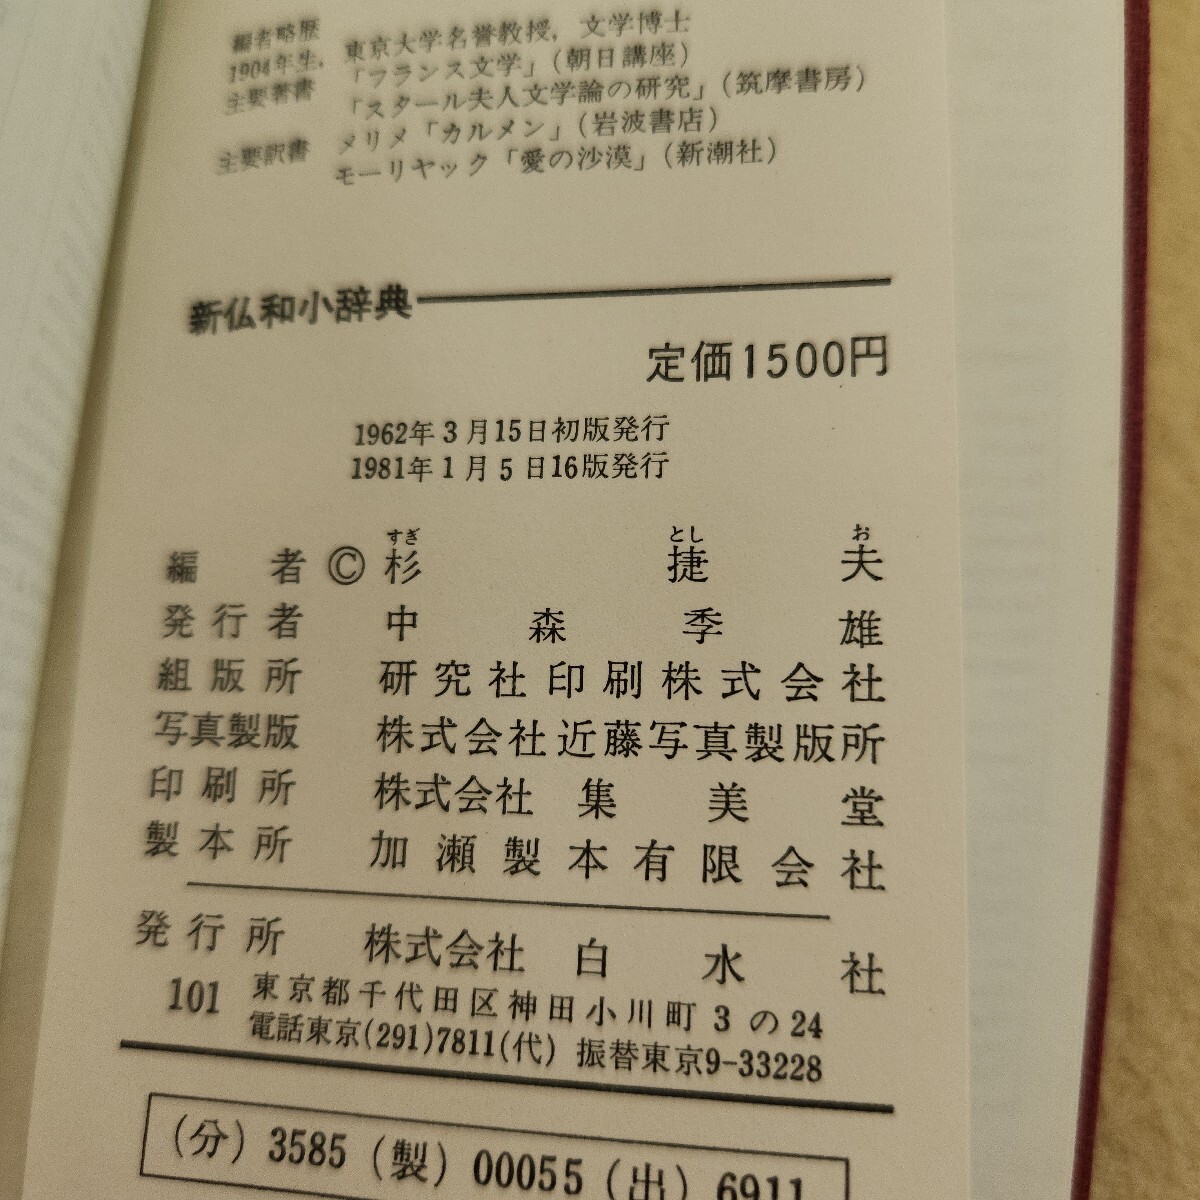 編者略歴
1904年生, 東京大学名誉教授, 文学博士
主要著書 「フランス文学」(朝日講座)
「スタール夫人文学論の研究」(筑摩書房)
主要訳書 メリメ「カルメン」(岩波書店)
モーリヤック「愛の沙漠」(新潮社)
新仏和小辞典
定価1500円
1962年3月15日初版発行
1981年1月5日16版発行
すぎ とし お
編者 © 杉 捷夫
発行者 中森季雄
組版所 研究社印刷株式会社
写真製版 株式会社近藤写真製版所
印刷所 株式会社 集美堂
製本所 加瀬製本有限会社
発行所 株式会社 白水社
101 東京都千代田区神田小川町3の24
電話東京(291)7811(代) 振替東京9-33228
(分) 3585 (製) 00055 (出) 6911